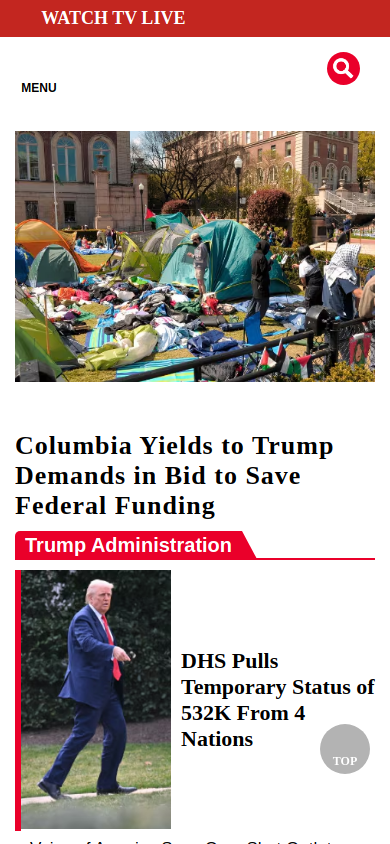 WATCH TV LIVE
MENU
Columbia Yields to Trump
Demands in Bid to Save
Federal Funding
Trump Administration
DHS Pulls
Temporary Status of
532K From 4
Nations
TOP